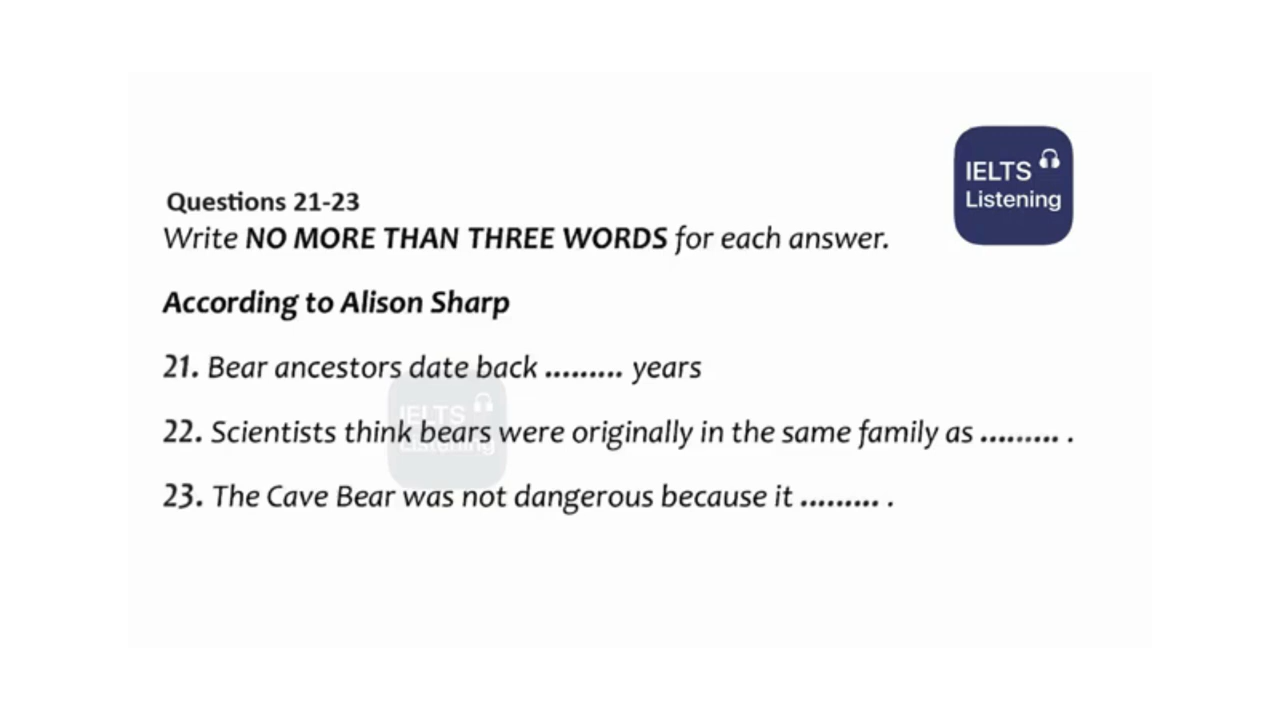 IELTS
Listening
Questions 21-23
Write NO MORE THAN THREE WORDS for each answer.
According to Alison Sharp
21. Bear ancestors date back ......... years
IELTS
22. Scientists think bears were originally in the same family as ......... .
Listening
23. The Cave Bear was not dangerous because it ......... .